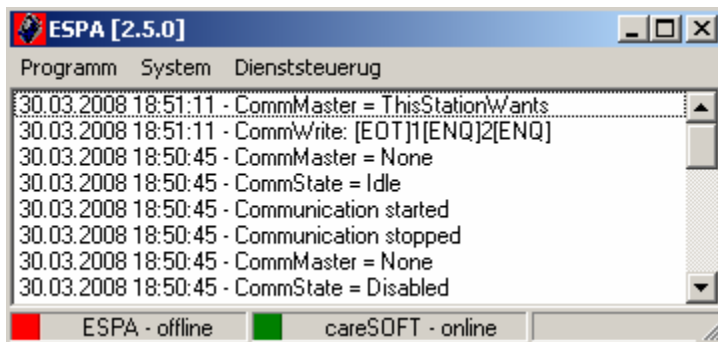 ESPA [2.5.0]
Programm System Dienststeuerug
30.03.2008 18:51:11 - CommMaster = ThisStationWants
30.03.2008 18:51:11 - CommWrite: [EOT]1[ENQ]2[ENQ]
30.03.2008 18:50:45 - CommMaster = None
30.03.2008 18:50:45 - CommState = Idle
30.03.2008 18:50:45 - Communication started
30.03.2008 18:50:45 - Communication stopped
30.03.2008 18:50:45 - CommMaster = None
30.03.2008 18:50:45 - CommState = Disabled
ESPA - offline careSOFT - online